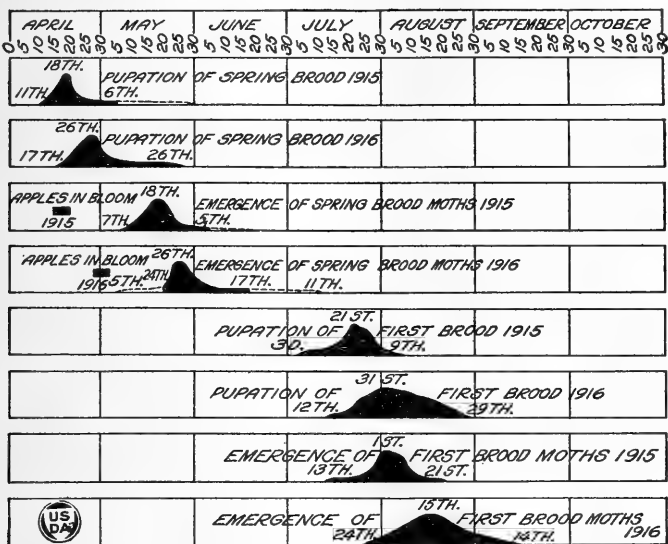 APRIL MAY JUNE JULY AUGUST SEPTEMBER OCTOBER
0 5 10 15 20 25 30 5 10 15 20 25 30 5 10 15 20 25 30 5 10 15 20 25 30 5 10 15 20 25 30 5 10 15 20 25 30 5 10 15 20 25 30
18TH.
PUPATION OF SPRING BROOD 1915
11TH. 6TH.
26TH.
PUPATION OF SPRING BROOD 1916
17TH. 26TH.
APPLES IN BLOOM 18TH. EMERGENCE OF SPRING BROOD MOTHS 1915
1915 7TH. 5TH.
APPLES IN BLOOM 26TH. EMERGENCE OF SPRING BROOD MOTHS 1916
1916 5TH. 24TH. 17TH. 11TH.
21ST.
PUPATION OF FIRST BROOD 1915
3D. 9TH.
31ST.
PUPATION OF FIRST BROOD 1916
12TH. 29TH.
1ST.
EMERGENCE OF FIRST BROOD MOTHS 1915
13TH. 21ST.
15TH.
US
DA
EMERGENCE OF FIRST BROOD MOTHS
24TH. 14TH. 1916